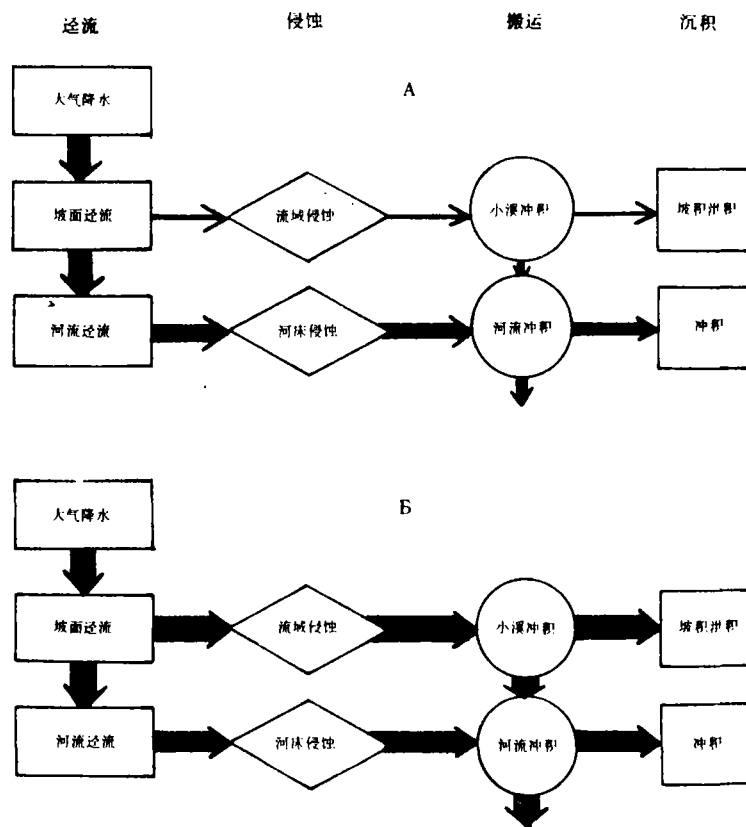 迳流 侵蚀 搬运 沉积
A
大气降水
坡面迳流 流域侵蚀 小溪冲积 坡积泄积
河流迳流 河床侵蚀 河流冲积 冲积
Б
大气降水
坡面迳流 流域侵蚀 小溪冲积 坡积泄积
河流迳流 河床侵蚀 河流冲积 冲积